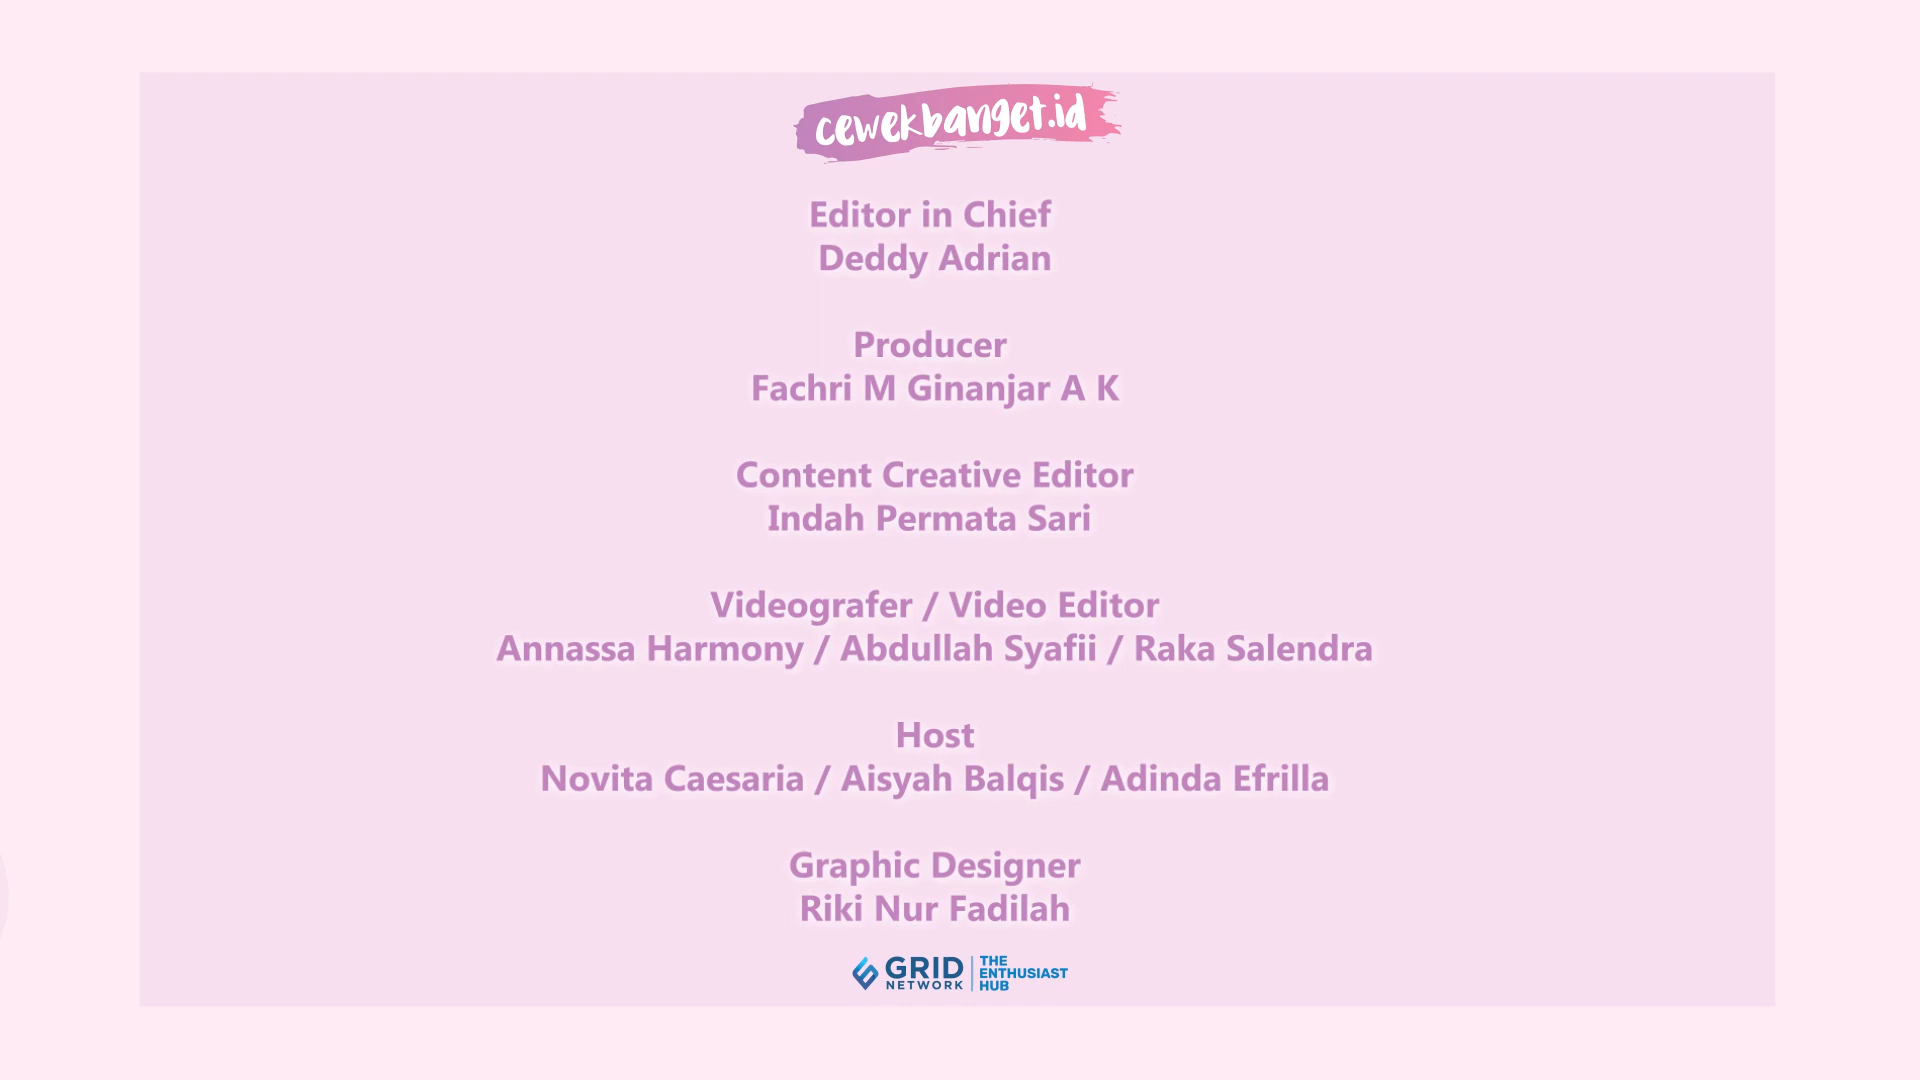 cewekbanget.id
Editor in Chief
Deddy Adrian
Producer
Fachri M Ginanjar A K
Content Creative Editor
Indah Permata Sari
Videografer / Video Editor
Annassa Harmony / Abdullah Syafii / Raka Salendra
Host
Novita Caesaria / Aisyah Balqis / Adinda Efrilla
Graphic Designer
Riki Nur Fadilah
GRID
NETWORK
THE
ENTHUSIAST
HUB